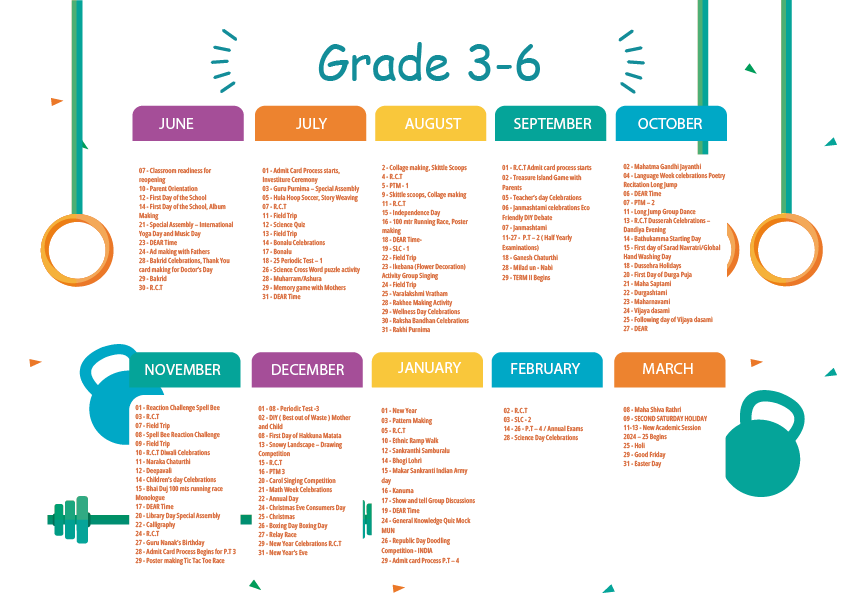 Grade 3-6
JUNE
07 - Classroom readiness for
reopening
10 - Parent Orientation
12 - First Day of the School
14 - First Day of the School, Album
Making
21 - Special Assembly – International
Yoga Day and Music Day
23 - DEAR Time
24 - Ad making with Fathers
28 - Bakrid Celebrations, Thank You
card making for Doctor's Day
29 - Bakrid
30 - R.C.T
JULY
01 - Admit Card Process starts,
Investiture Ceremony
03 - Guru Purnima – Special Assembly
05 - Hula Hoop Soccer, Story Weaving
07 - R.C.T
11 - Field Trip
12 - Science Quiz
13 - Field Trip
14 - Bonalu Celebrations
17 - Bonalu
18 - 25 Periodic Test – 1
26 - Science Cross Word puzzle activity
28 - Muharram/Ashura
29 - Memory game with Mothers
31 - DEAR Time
AUGUST
2 - Collage making, Skittle Scoops
4 - R.C.T
5 - PTM - 1
9 - Skittle scoops, Collage making
11 - R.C.T
15 - Independence Day
16 - 100 mtr Running Race, Poster
making
18 - DEAR Time-
19 - SLC - 1
22 - Field Trip
23 - Ikebana (Flower Decoration)
Activity Group Singing
24 - Field Trip
25 - Varalakshmi Vratham
28 - Rakhee Making Activity
29 - Wellness Day Celebrations
30 - Raksha Bandhan Celebrations
31 - Rakhi Purnima
SEPTEMBER
01 - R.C.T Admit card process starts
02 - Treasure Island Game with
Parents
05 - Teacher's day Celebrations
06 - Janmashtami celebrations Eco
Friendly DIY Debate
07 - Janmashtami
11-27 - P.T – 2 ( Half Yearly
Examinations)
18 - Ganesh Chaturthi
28 - Milad un - Nabi
29 - TERM II Begins
OCTOBER
02 - Mahatma Gandhi Jayanthi
04 - Language Week celebrations Poetry
Recitation Long Jump
06 - DEAR Time
07 - PTM – 2
11 - Long Jump Group Dance
13 - R.C.T Dusserah Celebrations –
Dandiya Evening
14 - Bathukamma Starting Day
15 - First day of Sarad Navrati/Global
Hand Washing Day
18 - Dussehra Holidays
20 - First Day of Durga Puja
21 - Maha Saptami
22 - Durgashtami
23 - Maharnavami
24 - Vijaya dasami
25 - Following day of Vijaya dasami
27 - DEAR
NOVEMBER
01 - Reaction Challenge Spell Bee
03 - R.C.T
07 - Field Trip
08 - Spell Bee Reaction Challenge
09 - Field Trip
10 - R.C.T Diwali Celebrations
11 - Naraka Chaturthi
12 - Deepavali
14 - Children's day Celebrations
15 - Bhai Duj 100 mts running race
Monologue
17 - DEAR Time
20 - Library Day Special Assembly
22 - Calligraphy
24 - R.C.T
27 - Guru Nanak's Birthday
28 - Admit Card Process Begins for P.T 3
29 - Poster making Tic Tac Toe Race
DECEMBER
01 - 08 - Periodic Test -3
02 - DIY ( Best out of Waste ) Mother
and Child
08 - First Day of Hakkuna Matata
13 - Snowy Landscape – Drawing
Competition
15 - R.C.T
16 - PTM 3
20 - Carol Singing Competition
21 - Math Week Celebrations
22 - Annual Day
24 - Christmas Eve Consumers Day
25 - Christmas
26 - Boxing Day Boxing Day
27 - Relay Race
29 - New Year Celebrations R.C.T
31 - New Year's Eve
JANUARY
01 - New Year
03 - Pattern Making
05 - R.C.T
10 - Ethnic Ramp Walk
12 - Sankranthi Samburalu
14 - Bhogi Lohri
15 - Makar Sankranti Indian Army
day
16 - Kanuma
17 - Show and tell Group Discussions
19 - DEAR Time
24 - General Knowledge Quiz Mock
MUN
26 - Republic Day Doodling
Competition - INDIA
29 - Admit card Process P.T – 4
FEBRUARY
02 - R.C.T
03 - SLC - 2
14 - 26 - P.T – 4 / Annual Exams
28 - Science Day Celebrations
MARCH
08 - Maha Shiva Rathri
09 - SECOND SATURDAY HOLIDAY
11-13 - New Academic Session
2024 – 25 Begins
25 - Holi
29 - Good Friday
31 - Easter Day